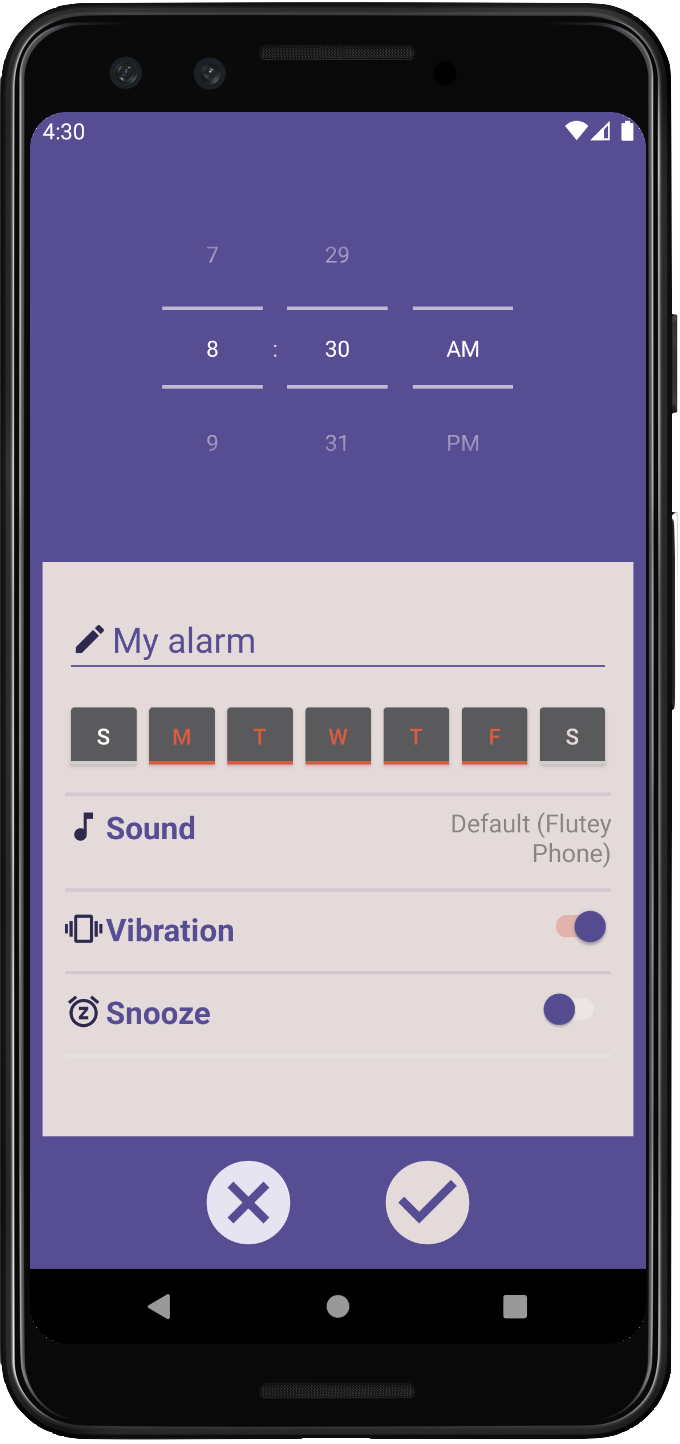 4:30
7 29
8 : 30 AM
9 31 PM
My alarm
S M T W T F S
Sound Default (Flutey
Phone)
Vibration
Snooze